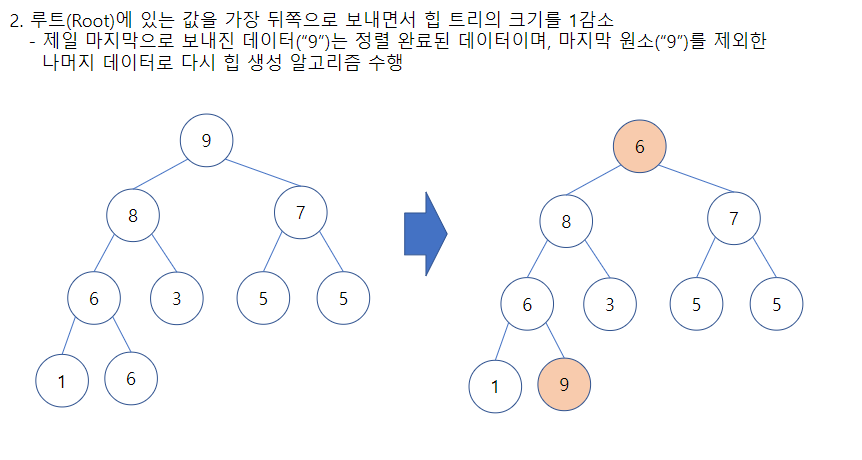 2. 루트(Root)에 있는 값을 가장 뒤쪽으로 보내면서 힙 트리의 크기를 1감소
- 제일 마지막으로 보내진 데이터(“9”)는 정렬 완료된 데이터이며, 마지막 원소(“9”)를 제외한
나머지 데이터로 다시 힙 생성 알고리즘 수행
9
8 7
6 3 5 5
1 6
6
8 7
6 3 5 5
1 9